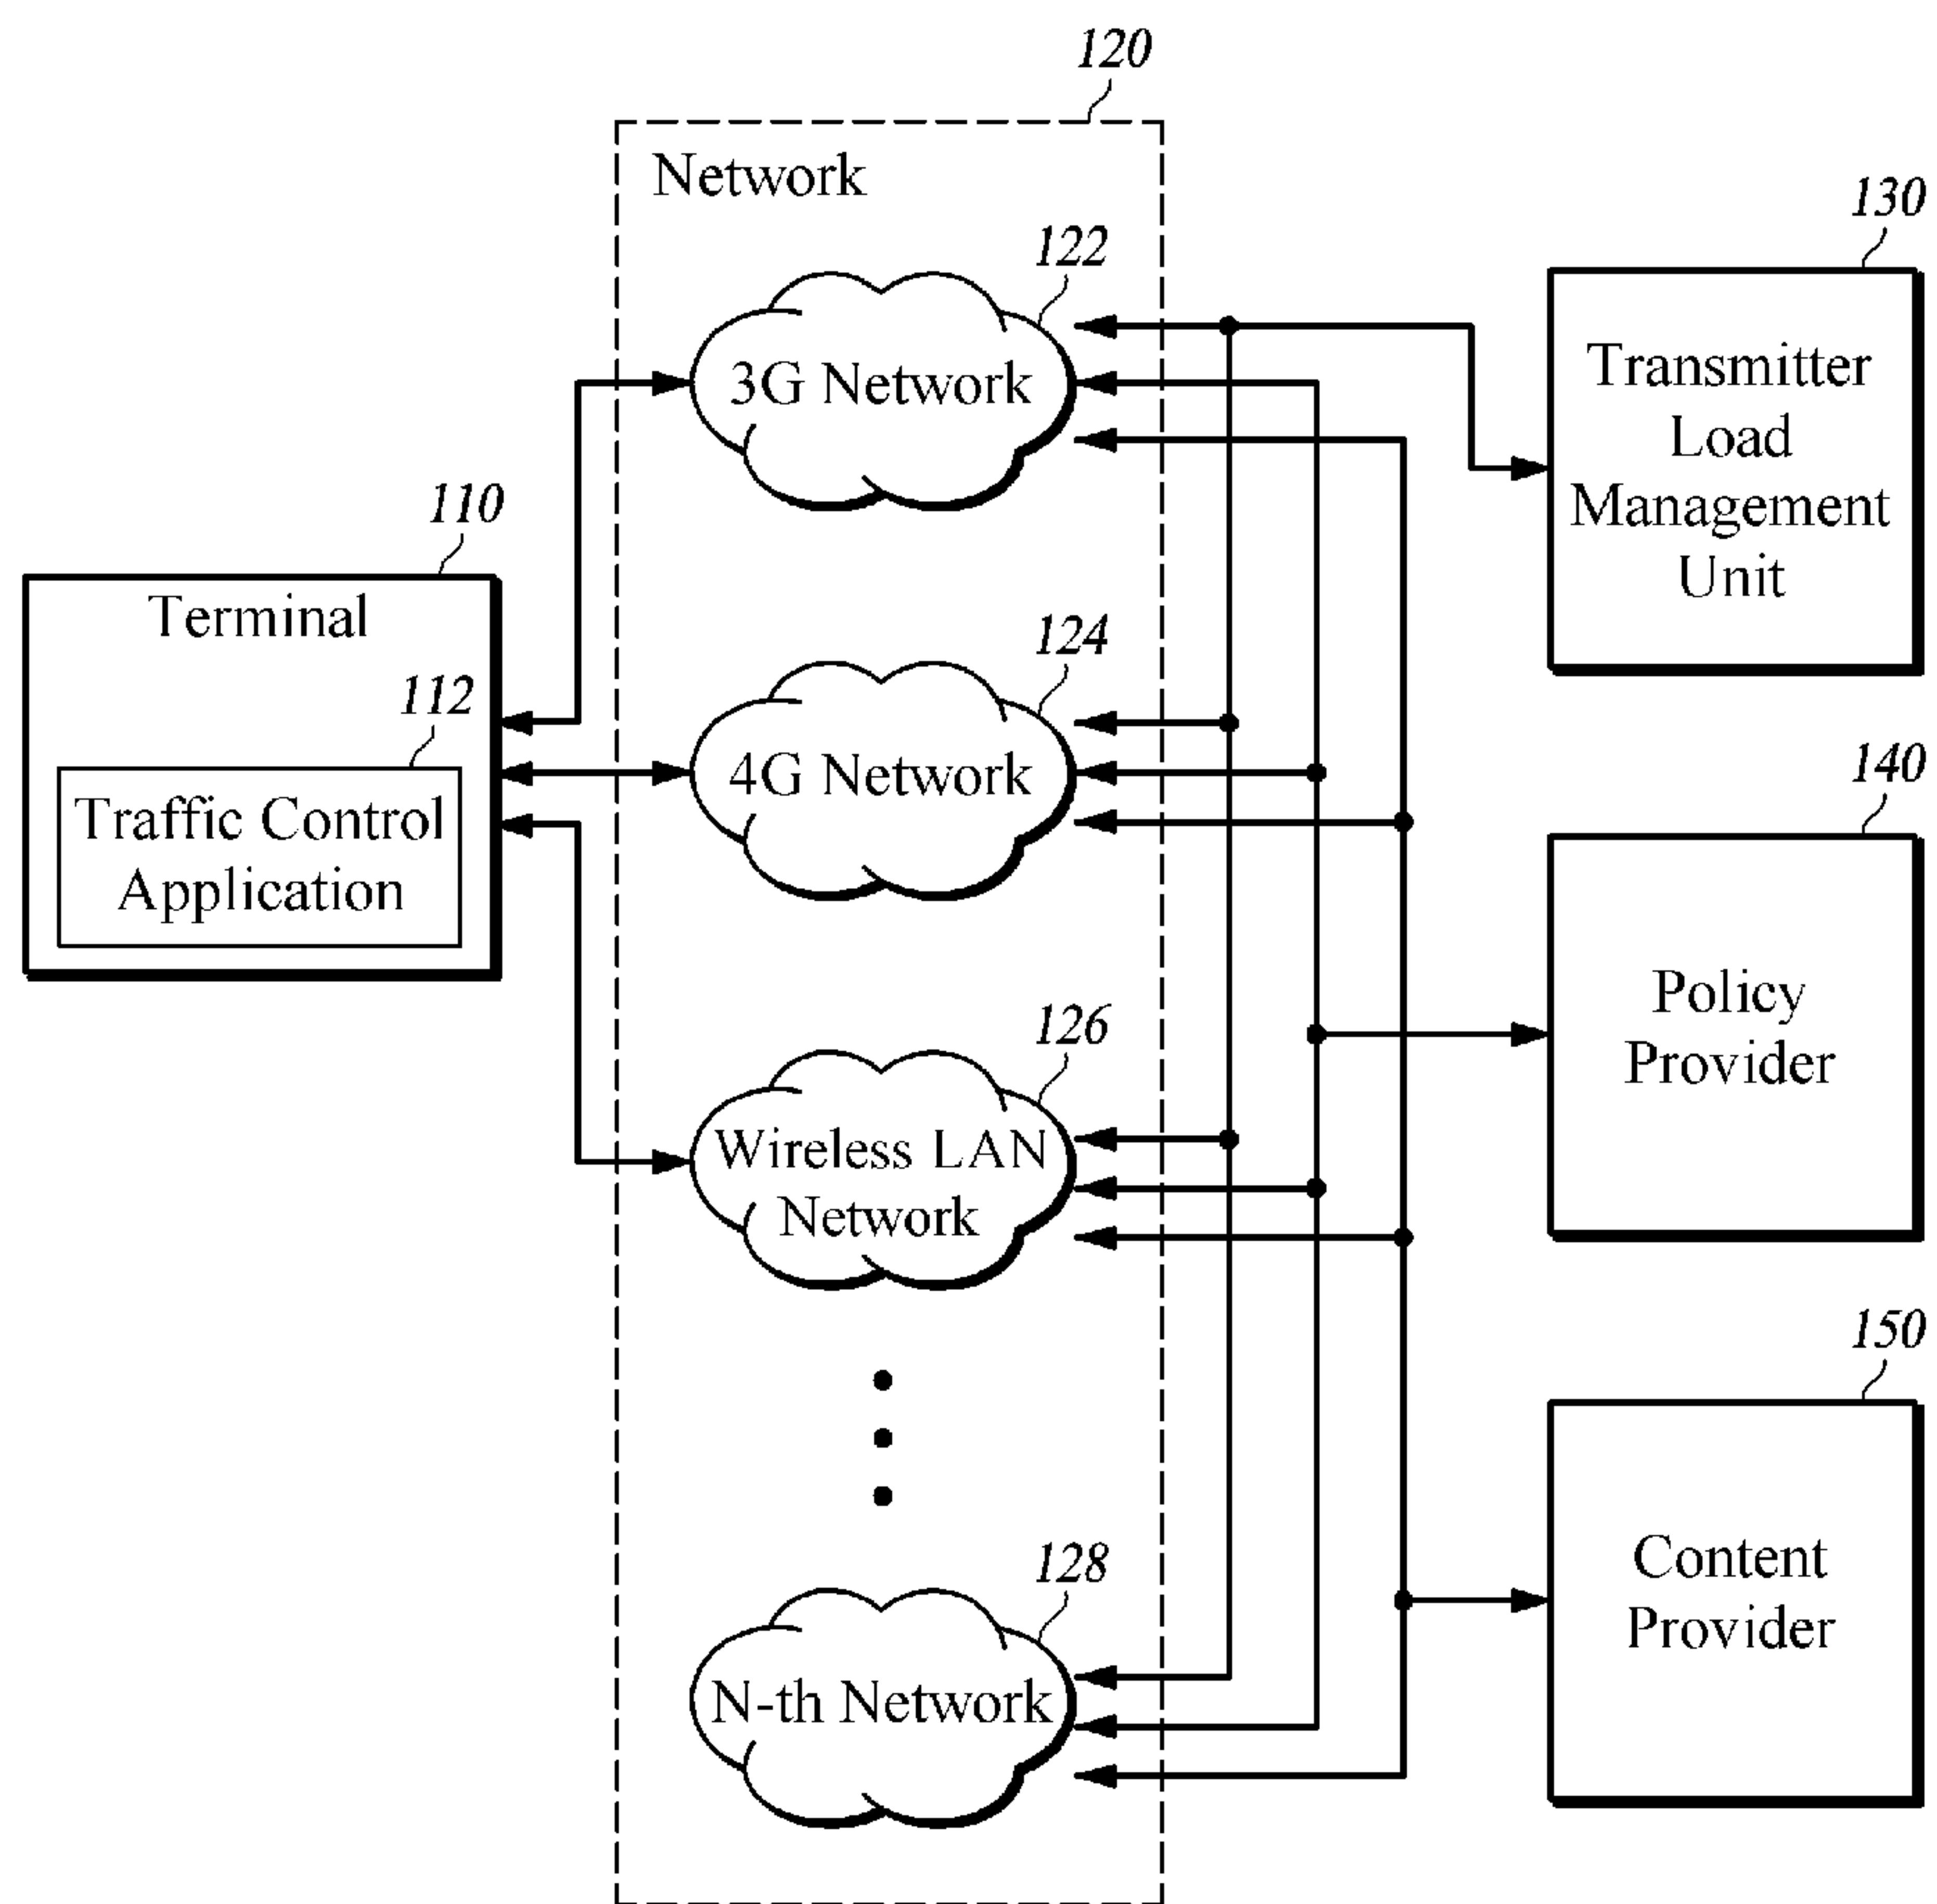 120
Network
130
122
3G Network
Transmitter
Load
Management
Unit
110
Terminal
112
Traffic Control
Application
124
4G Network
140
Policy
Provider
126
Wireless LAN
Network
150
Content
Provider
128
N-th Network